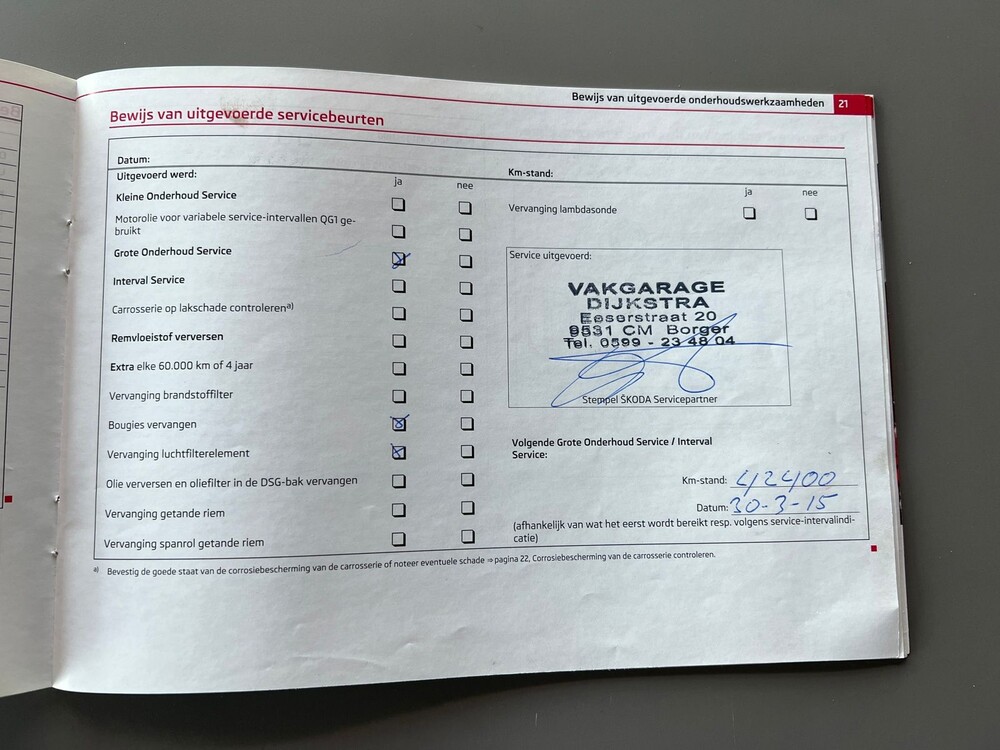 Bewijs van uitgevoerde onderhoudswerkzaamheden 21
Bewijs van uitgevoerde servicebeurten
Datum:
Km-stand:
Uitgevoerd werd:
ja nee
Kleine Onderhoud Service
Motorolie voor variabele service-intervallen QG1 ge-
bruikt
Grote Onderhoud Service
Interval Service
Carrosserie op lakschade controleren a)
Remvloeistof verversen
Extra elke 60.000 km of 4 jaar
Vervanging brandstoffilter
Bougies vervangen
Vervanging luchtfilterelement
Olie verversen en oliefilter in de DSG-bak vervangen
Vervanging getande riem
Vervanging spanrol getande riem
ja nee
Vervanging lambdasonde
Service uitgevoerd:
VAKGARAGE
DIJKSTRA
Eeserstraat 20
9531 CM Borger
Tel. 0599 - 23 48 04
Stempel ŠKODA Servicepartner
Volgende Grote Onderhoud Service / Interval
Service:
Km-stand: 42400
Datum: 30-3-15
(afhankelijk van wat het eerst wordt bereikt resp. volgens service-intervalindi-
catie)
a) Bevestig de goede staat van de corrosiebescherming van de carrosserie of noteer eventuele schade ⇒ pagina 22, Corrosiebescherming van de carrosserie controleren.